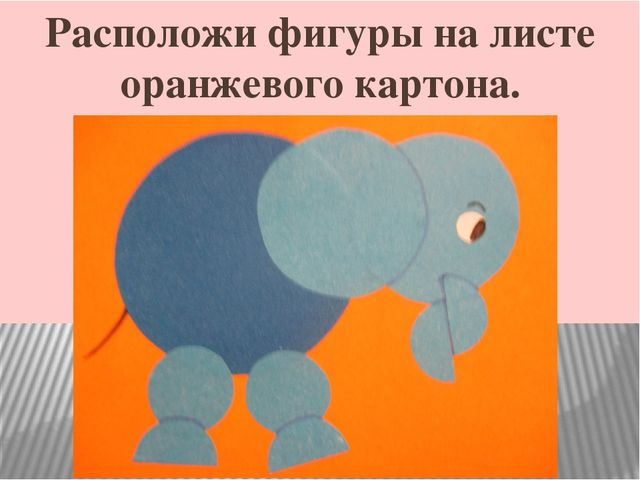 Расположи фигуры на листе
оранжевого картона.